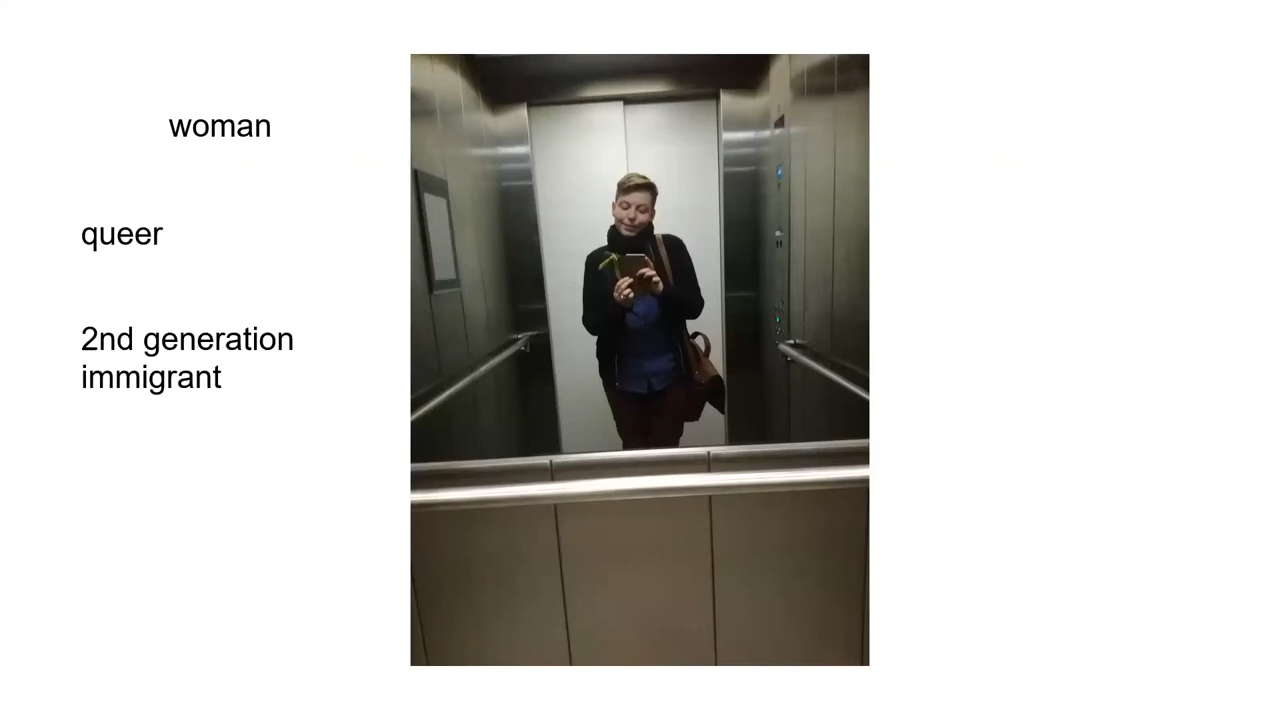 woman
queer
2nd generation
immigrant